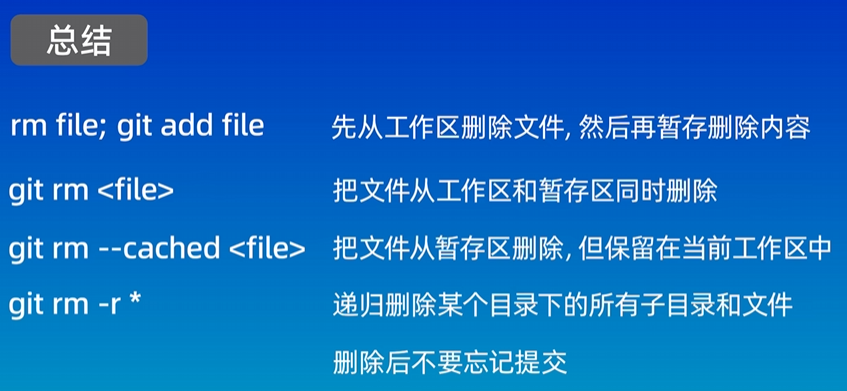 总结
rm file; git add file 先从工作区删除文件, 然后再暂存删除内容
git rm <file> 把文件从工作区和暂存区同时删除
git rm --cached <file> 把文件从暂存区删除, 但保留在当前工作区中
git rm -r * 递归删除某个目录下的所有子目录和文件
删除后不要忘记提交